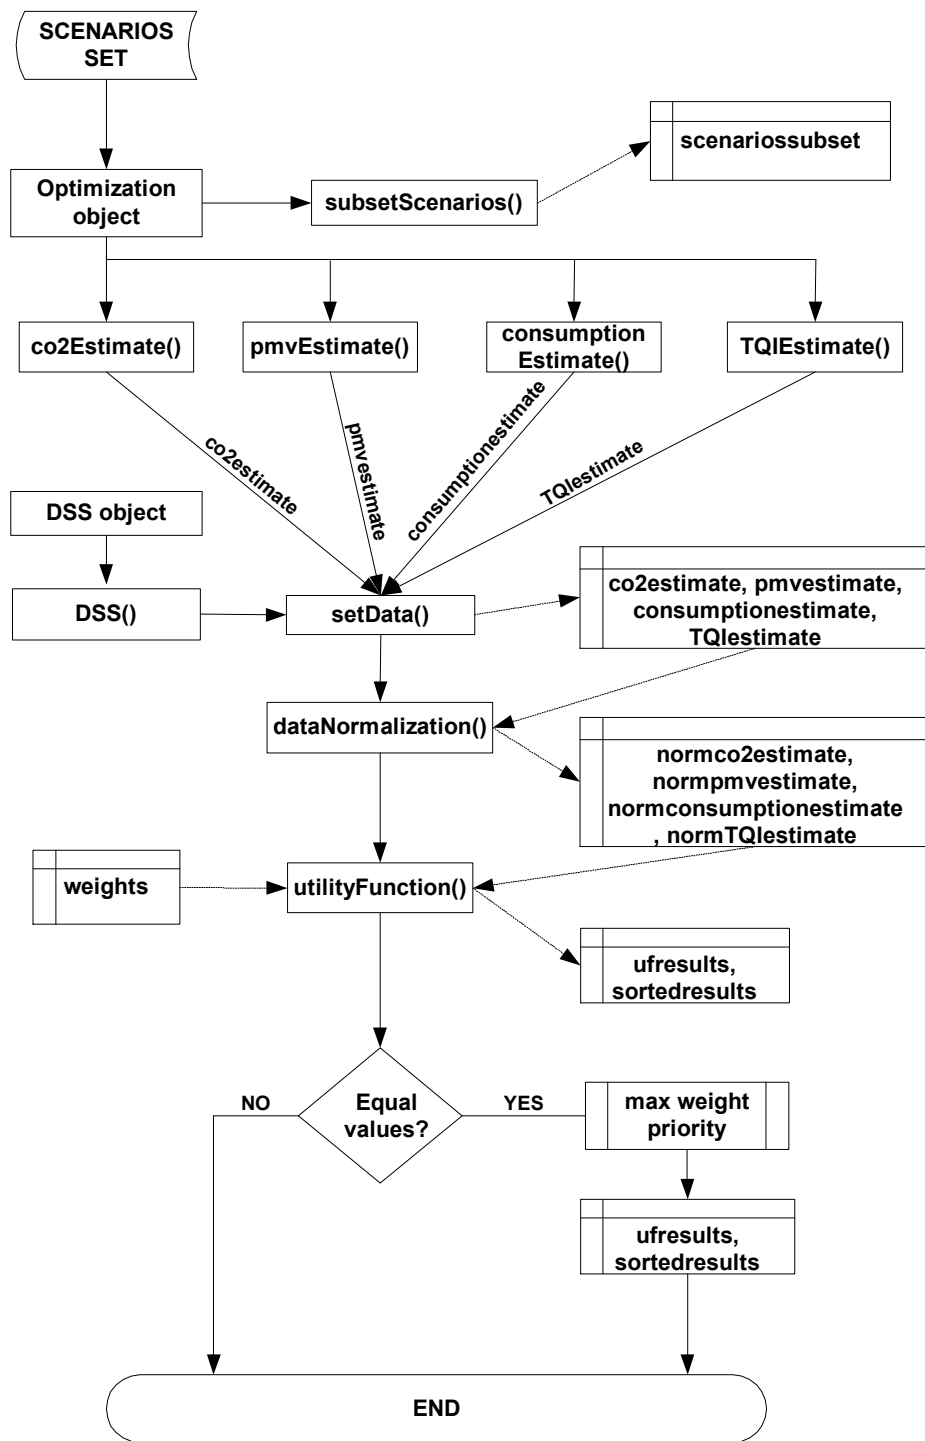 SCENARIOS
SET
scenariossubset
Optimization
object
subsetScenarios()
co2Estimate()
pmvEstimate()
consumption
Estimate()
TQIEstimate()
co2estimate
pmvestimate
consumptionestimate
TQIestimate
DSS object
DSS()
setData()
co2estimate, pmvestimate,
consumptionestimate,
TQIestimate
dataNormalization()
normco2estimate,
normpmvestimate,
normconsumptionestimate
, normTQIestimate
weights
utilityFunction()
ufresults,
sortedresults
NO
Equal
values?
YES
max weight
priority
ufresults,
sortedresults
END